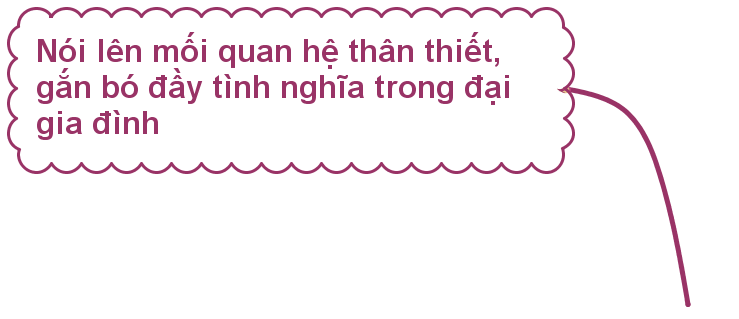 Nói lên mối quan hệ thân thiết,
gắn bó đầy tình nghĩa trong đại
gia đình